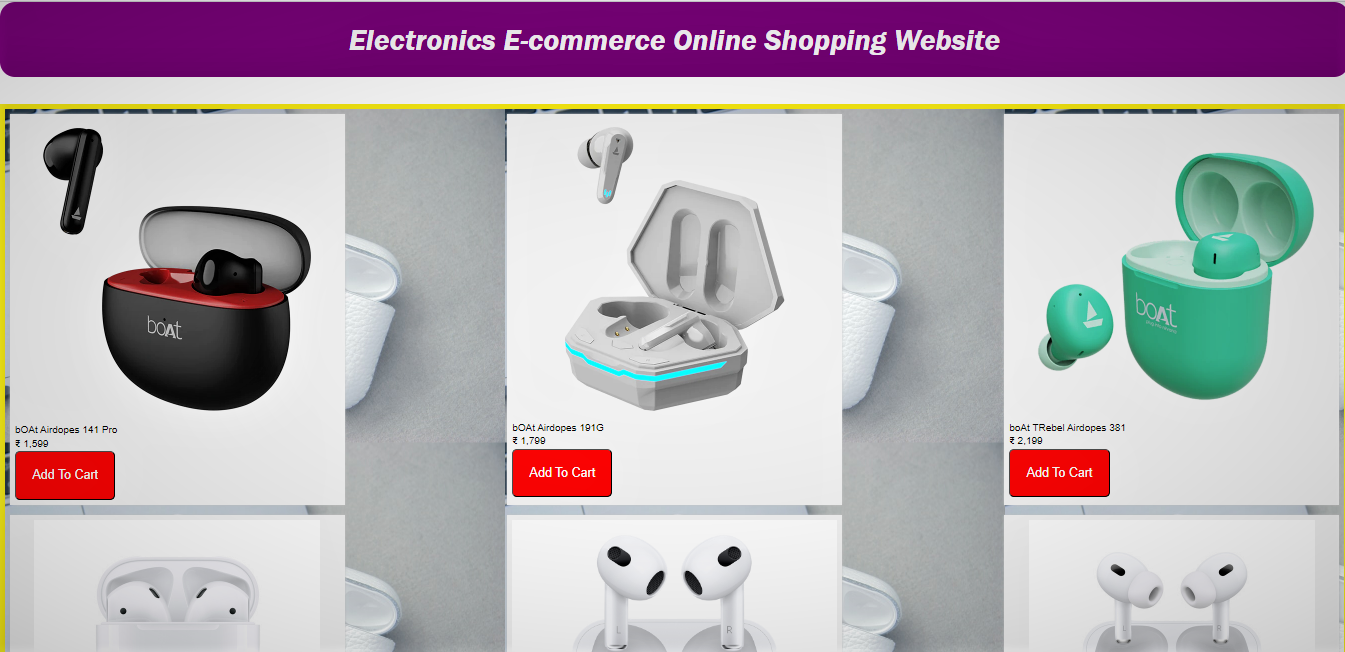 Electronics E-commerce Online Shopping Website
boAt
boAt
bOAt Airdopes 141 Pro
₹ 1,599
Add To Cart
bOAt Airdopes 191G
₹ 1,799
Add To Cart
boAt TRebel Airdopes 381
₹ 2,199
Add To Cart
L
R
L
R